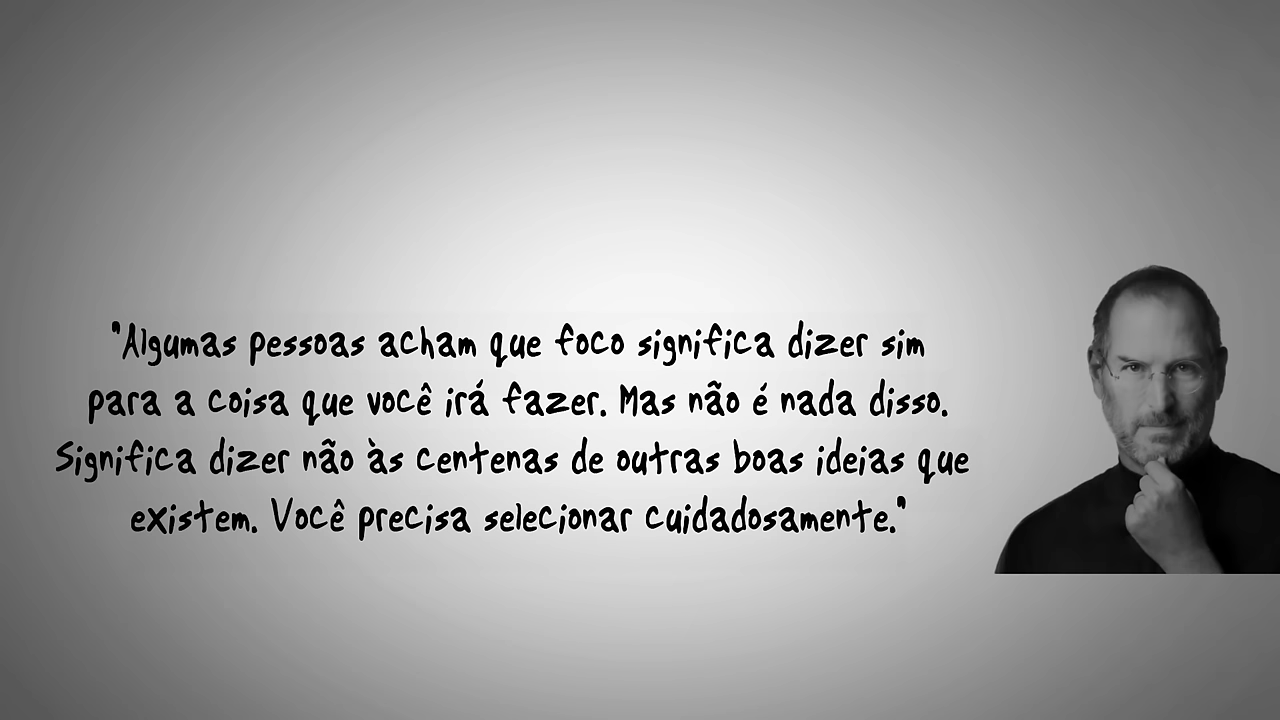 "Algumas pessoas acham que foco significa dizer sim
para a coisa que você irá fazer. Mas não é nada disso.
Significa dizer não às centenas de outras boas ideias que
existem. Você precisa selecionar cuidadosamente."